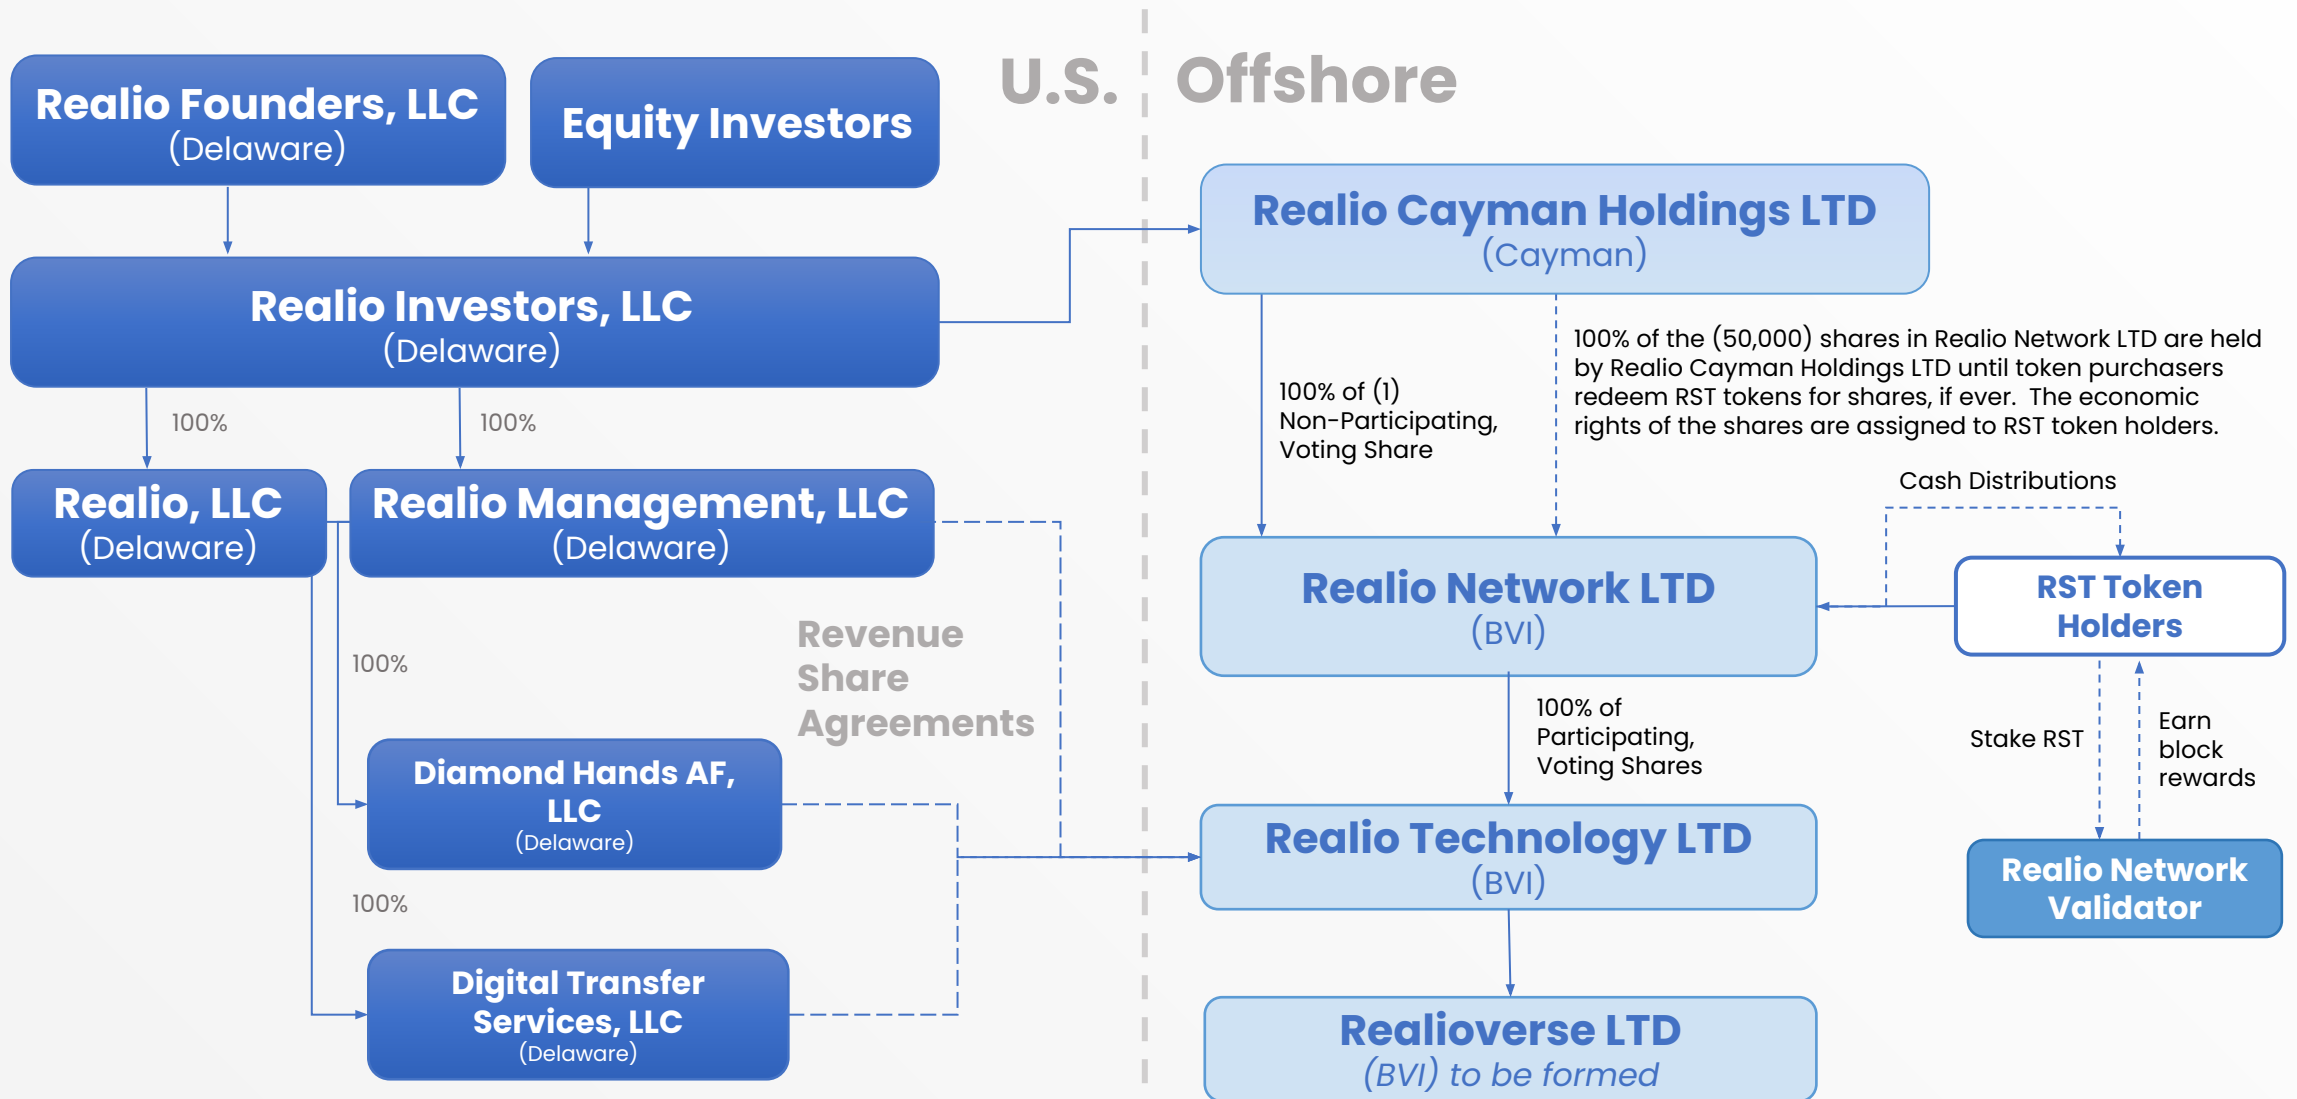 U.S.
Offshore
Realio Founders, LLC
(Delaware)
Equity Investors
Realio Cayman Holdings LTD
(Cayman)
Realio Investors, LLC
(Delaware)
100%
100%
100% of (1)
Non-Participating,
Voting Share
100% of the (50,000) shares in Realio Network LTD are held
by Realio Cayman Holdings LTD until token purchasers
redeem RST tokens for shares, if ever.  The economic
rights of the shares are assigned to RST token holders.
Realio, LLC
(Delaware)
Realio Management, LLC
(Delaware)
Cash Distributions
Realio Network LTD
(BVI)
RST Token
Holders
Revenue
Share
Agreements
100%
100% of
Participating,
Voting Shares
Stake RST
Earn
block
rewards
Diamond Hands AF,
LLC
(Delaware)
Realio Technology LTD
(BVI)
Realio Network
Validator
100%
Digital Transfer
Services, LLC
(Delaware)
Realioverse LTD
(BVI) to be formed